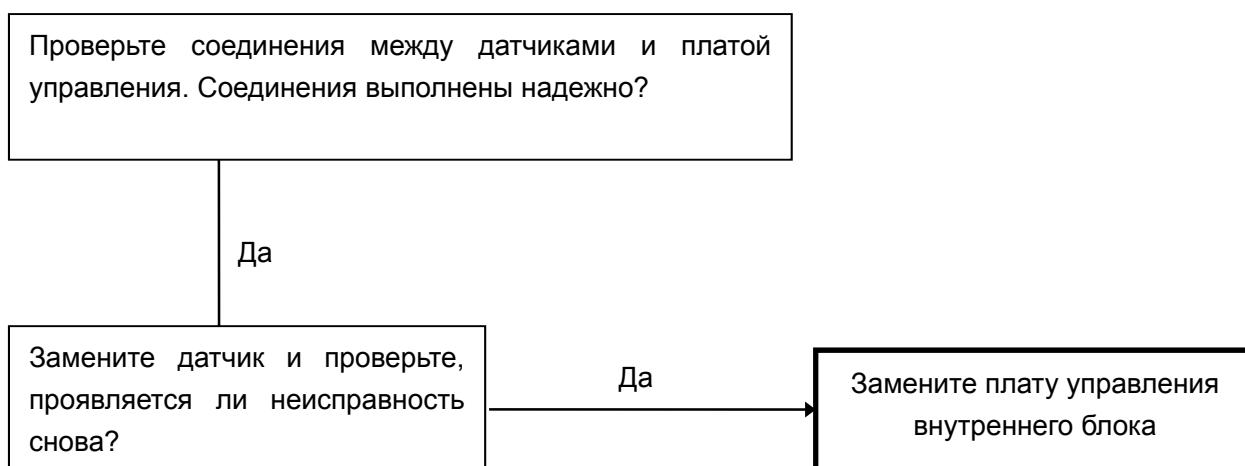 Проверьте соединения между датчиками и платой
управления. Соединения выполнены надежно?
Да
Замените датчик и проверьте,
проявляется ли неисправность
снова?
Да
Замените плату управления
внутреннего блока